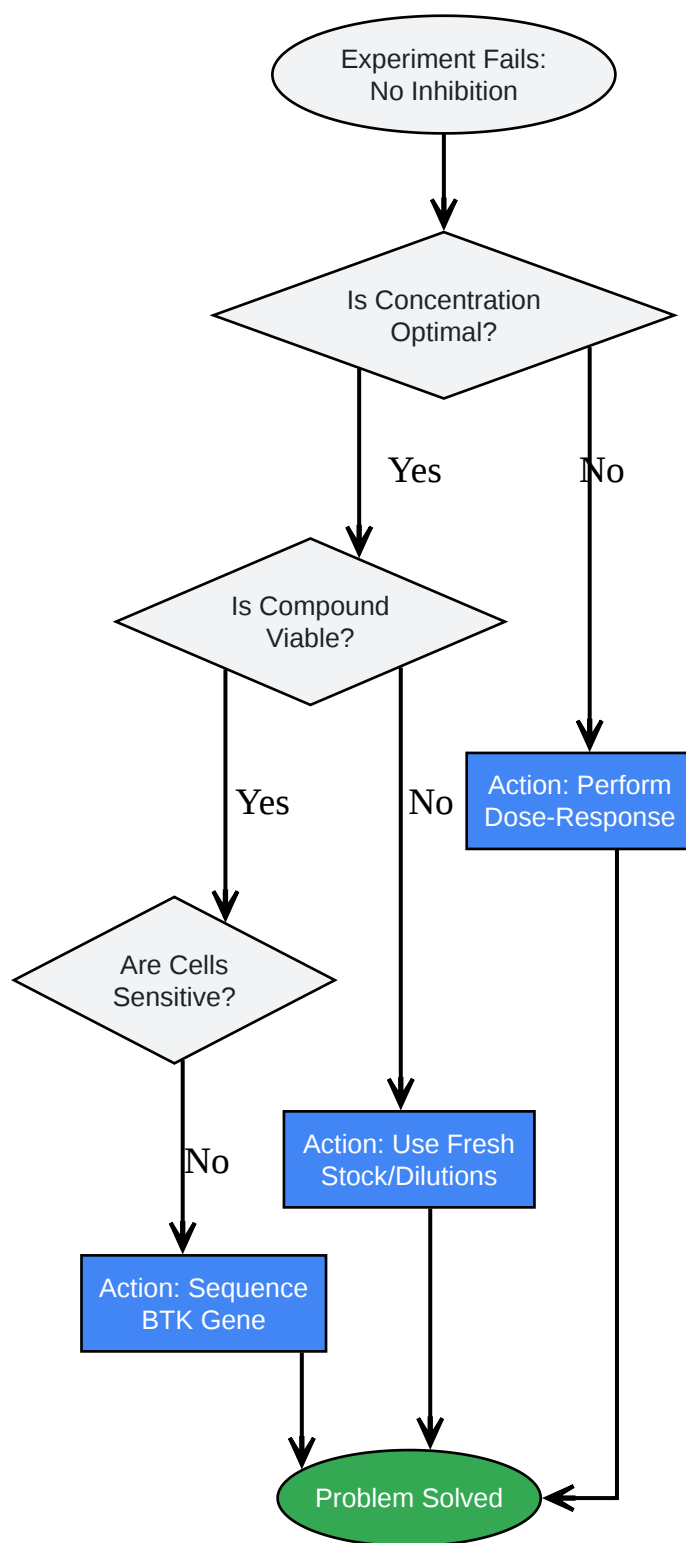 Experiment Fails:
No Inhibition
Is Concentration
Optimal?
Yes
No
Is Compound
Viable?
Action: Perform
Dose-Response
Yes
No
Are Cells
Sensitive?
Action: Use Fresh
Stock/Dilutions
No
Action: Sequence
BTK Gene
Problem Solved